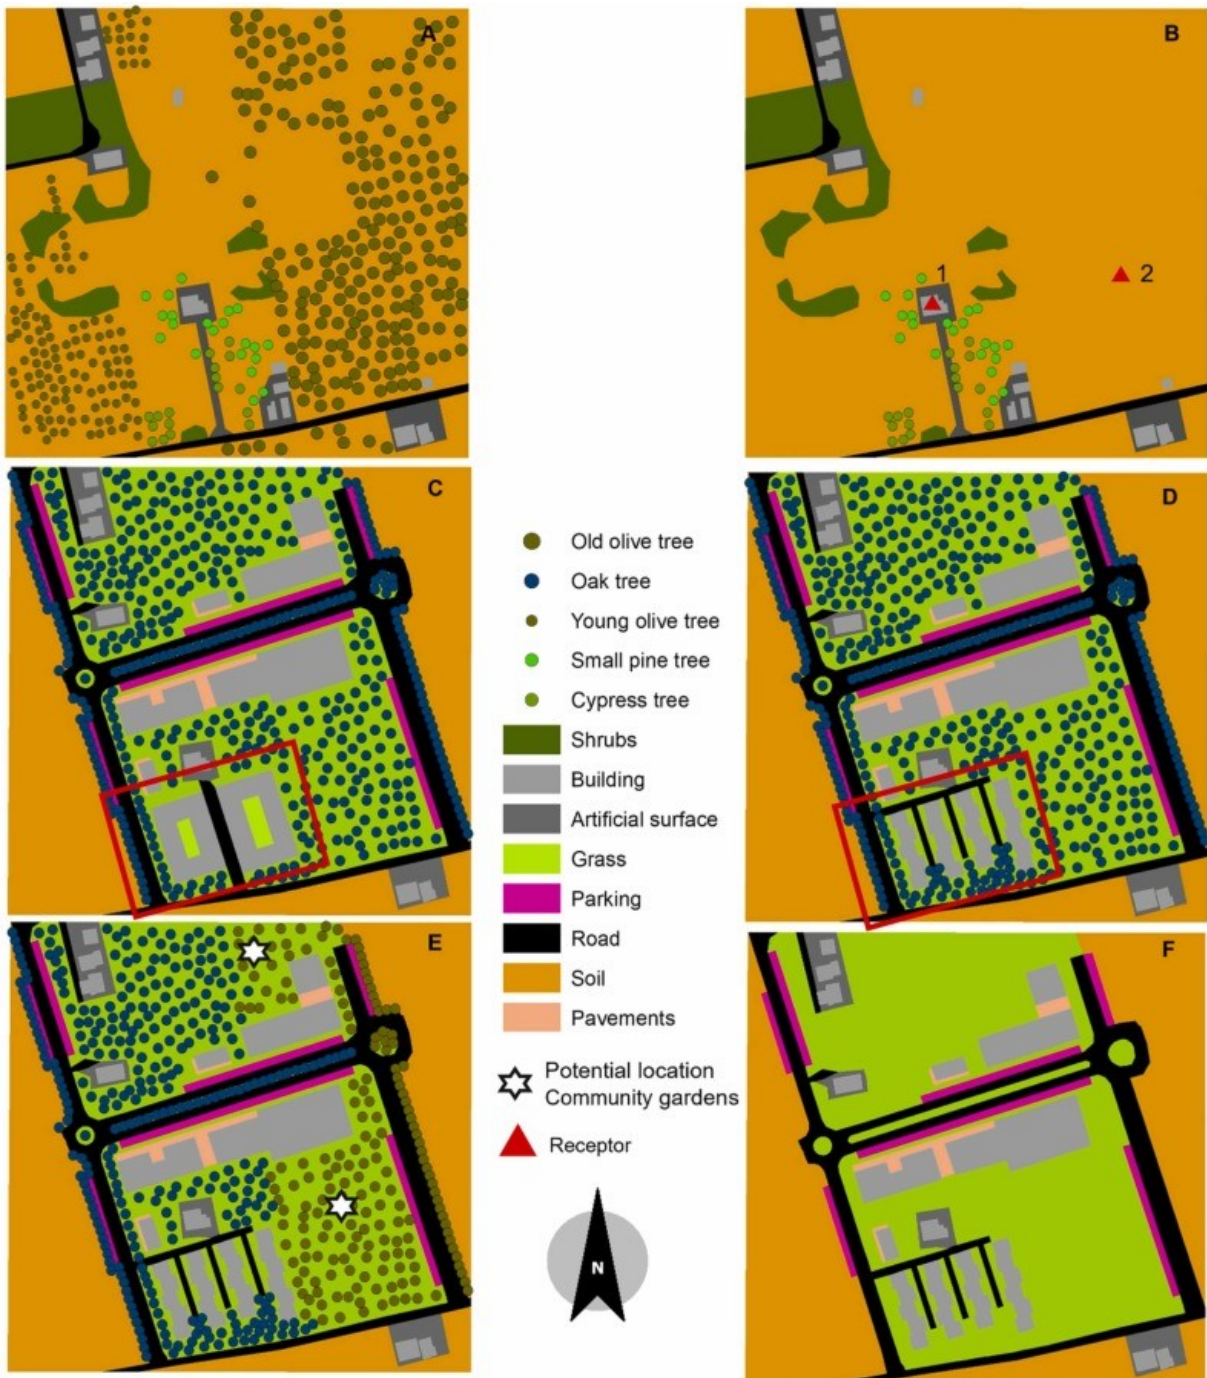 A
B
1
2
C
D
Old olive tree
Oak tree
Young olive tree
Small pine tree
Cypress tree
Shrubs
Building
Artificial surface
Grass
Parking
Road
Soil
Pavements
Potential location
Community gardens
Receptor
N
E
F